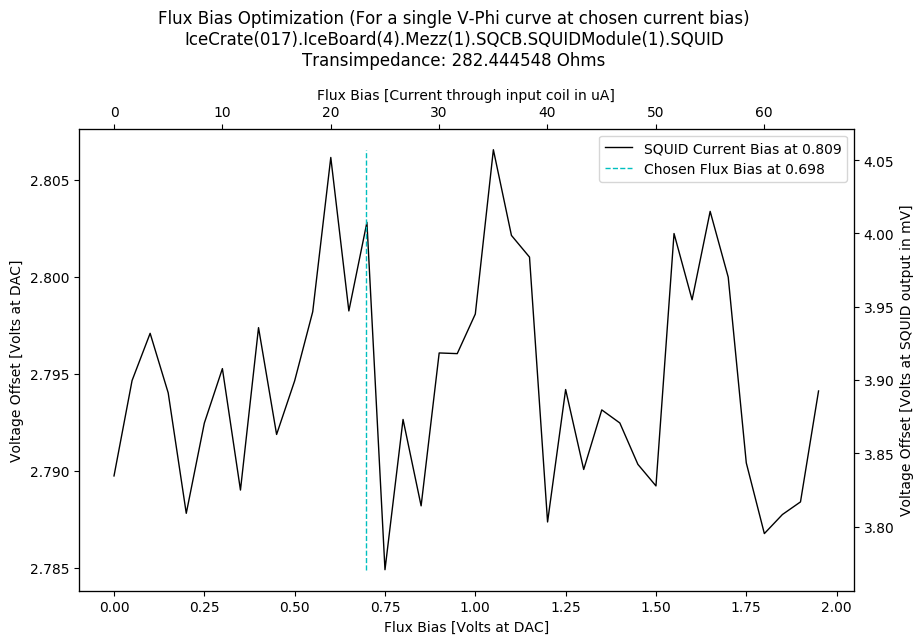 Flux Bias Optimization (For a single V-Phi curve at chosen current bias)
IceCrate(017).IceBoard(4).Mezz(1).SQCB.SQUIDModule(1).SQUID
Transimpedance: 282.444548 Ohms
Flux Bias [Current through input coil in uA]
0 10 20 30 40 50 60
SQUID Current Bias at 0.809
Chosen Flux Bias at 0.698
Voltage Offset [Volts at DAC]
2.805
2.800
2.795
2.790
2.785
4.05
4.00
3.95
3.90
3.85
3.80
Voltage Offset [Volts at SQUID output in mV]
0.00 0.25 0.50 0.75 1.00 1.25 1.50 1.75 2.00
Flux Bias [Volts at DAC]